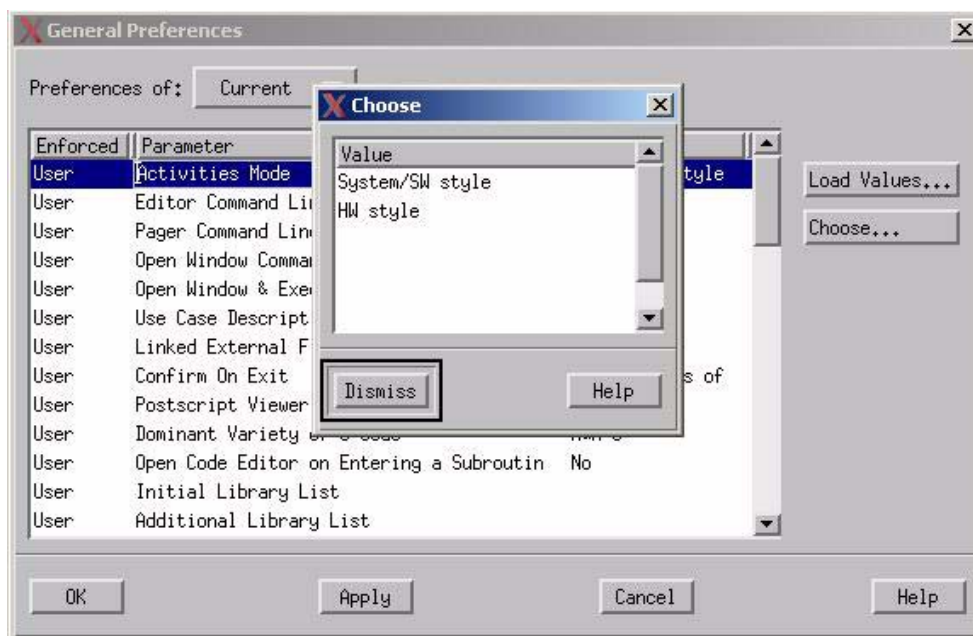 General Preferences
Preferences of: Current
Choose
Enforced Parameter
Value
User Activities Mode tyle
System/SW style
Load Values...
User Editor Command Li
HW style
User Pager Command Lin
Choose...
User Open Window Comma
User Open Window & Exe
User Use Case Descript
User Linked External F
User Confirm On Exit s of
Dismiss Help
User Postscript Viewer
User Dominant Variety
User Open Code Editor on Entering a Subroutin No
User Initial Library List
User Additional Library List
OK Apply Cancel Help